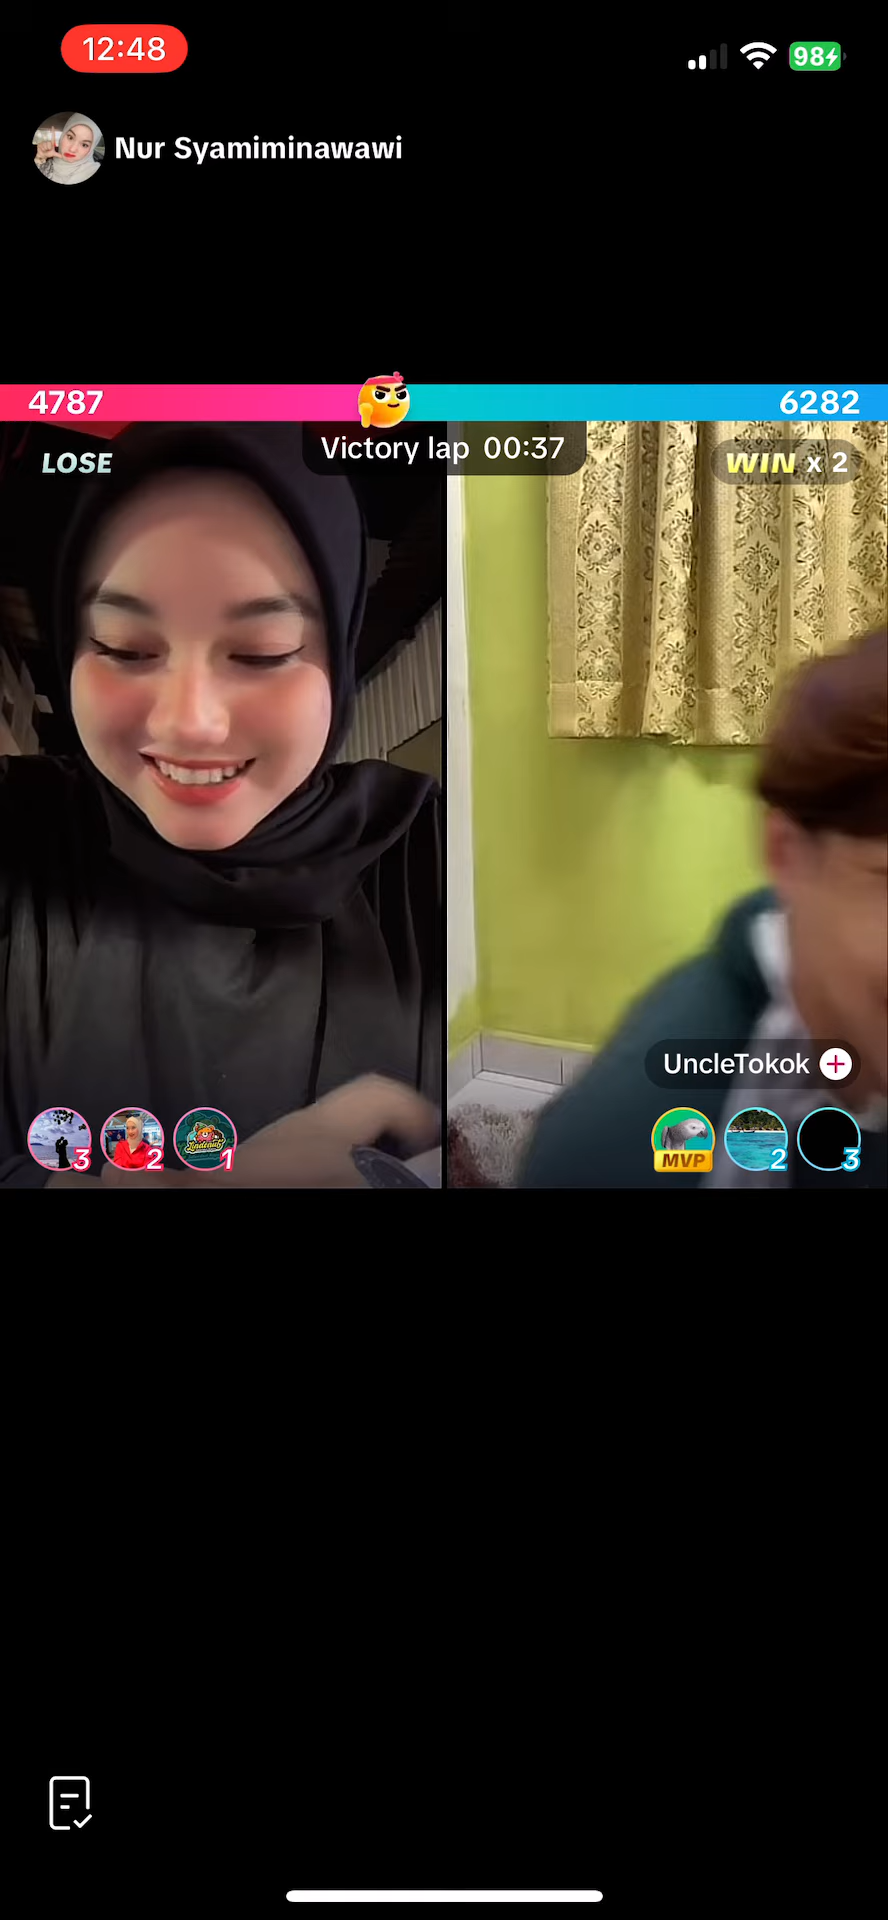 12:48
98
Nur Syamiminawawi
4787
6282
Victory lap 00:37
LOSE
WIN x 2
UncleTokok
3
2
1
MVP
2
3